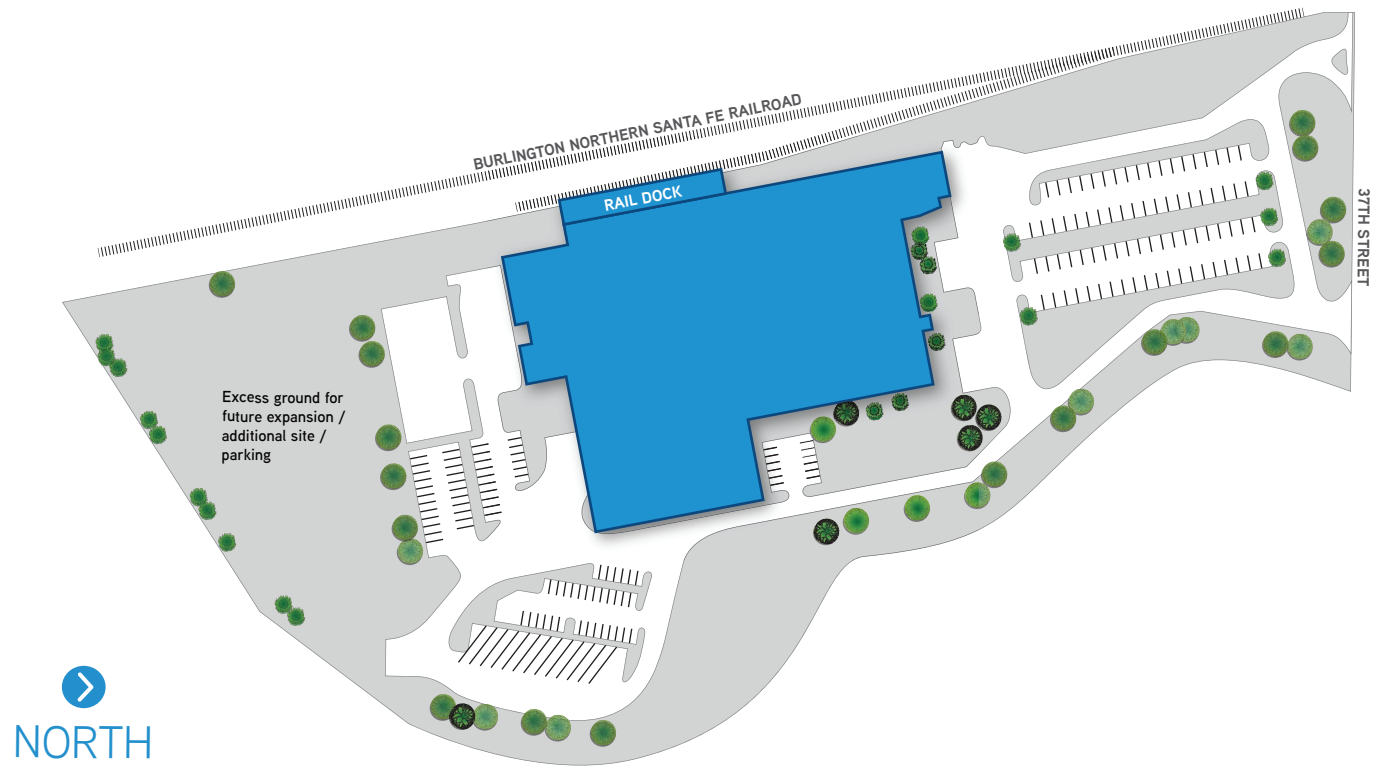 BURLINGTON NORTHERN SANTA FE RAILROAD
RAIL DOCK
37TH STREET
Excess ground for
future expansion /
additional site /
parking
NORTH